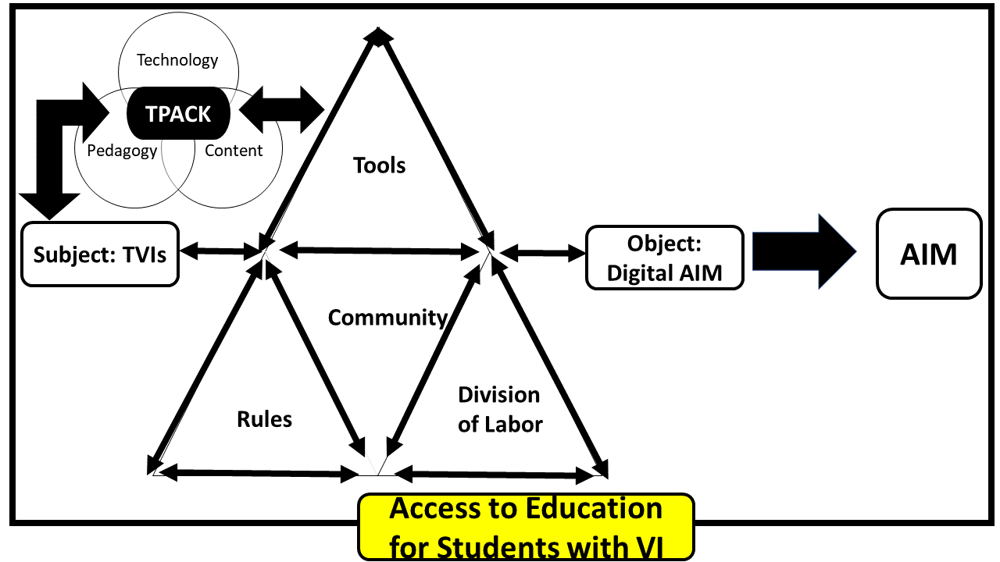 Technology
TPACK
Pedagogy
Content
Tools
Subject: TVIs
Object:
Digital AIM
AIM
Community
Division
of Labor
Rules
Access to Education
for Students with VI